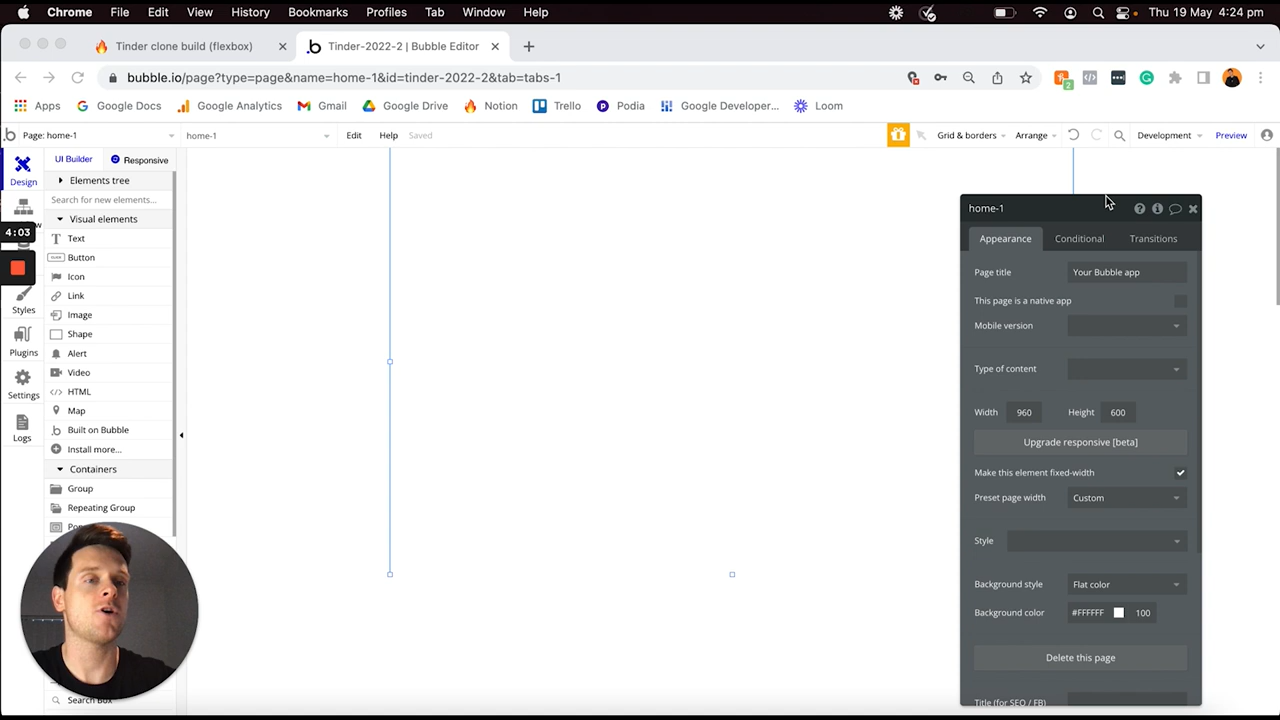 Chrome File Edit View History Bookmarks Profiles Tab Window Help Thu 19 May 4:24 pm
Tinder clone build (flexbox) Tinder-2022-2 | Bubble Editor
bubble.io/page?type=page&name=home-1&id=tinder-2022-2&tab=tabs-1 2
Apps Google Docs Google Analytics Gmail Google Drive Notion Trello Podia Google Developer... Loom
Page: home-1 home-1 Edit Help Saved Grid & borders Arrange Development Preview
UI Builder Responsive
Design
Elements tree
Search for new elements...
Visual elements
Text
4:03
Button
Icon
Link
Styles
Image
Shape
Plugins
Alert
Video
Settings
HTML
Map
Logs
Built on Bubble
Install more...
Containers
Group
Repeating Group
Search Box
home-1
Appearance Conditional Transitions
Page title Your Bubble app
This page is a native app
Mobile version
Type of content
Width 960 Height 600
Upgrade responsive [beta]
Make this element fixed-width
Preset page width Custom
Style
Background style Flat color
Background color #FFFFFF 100
Delete this page
Title (for SEO / FB)